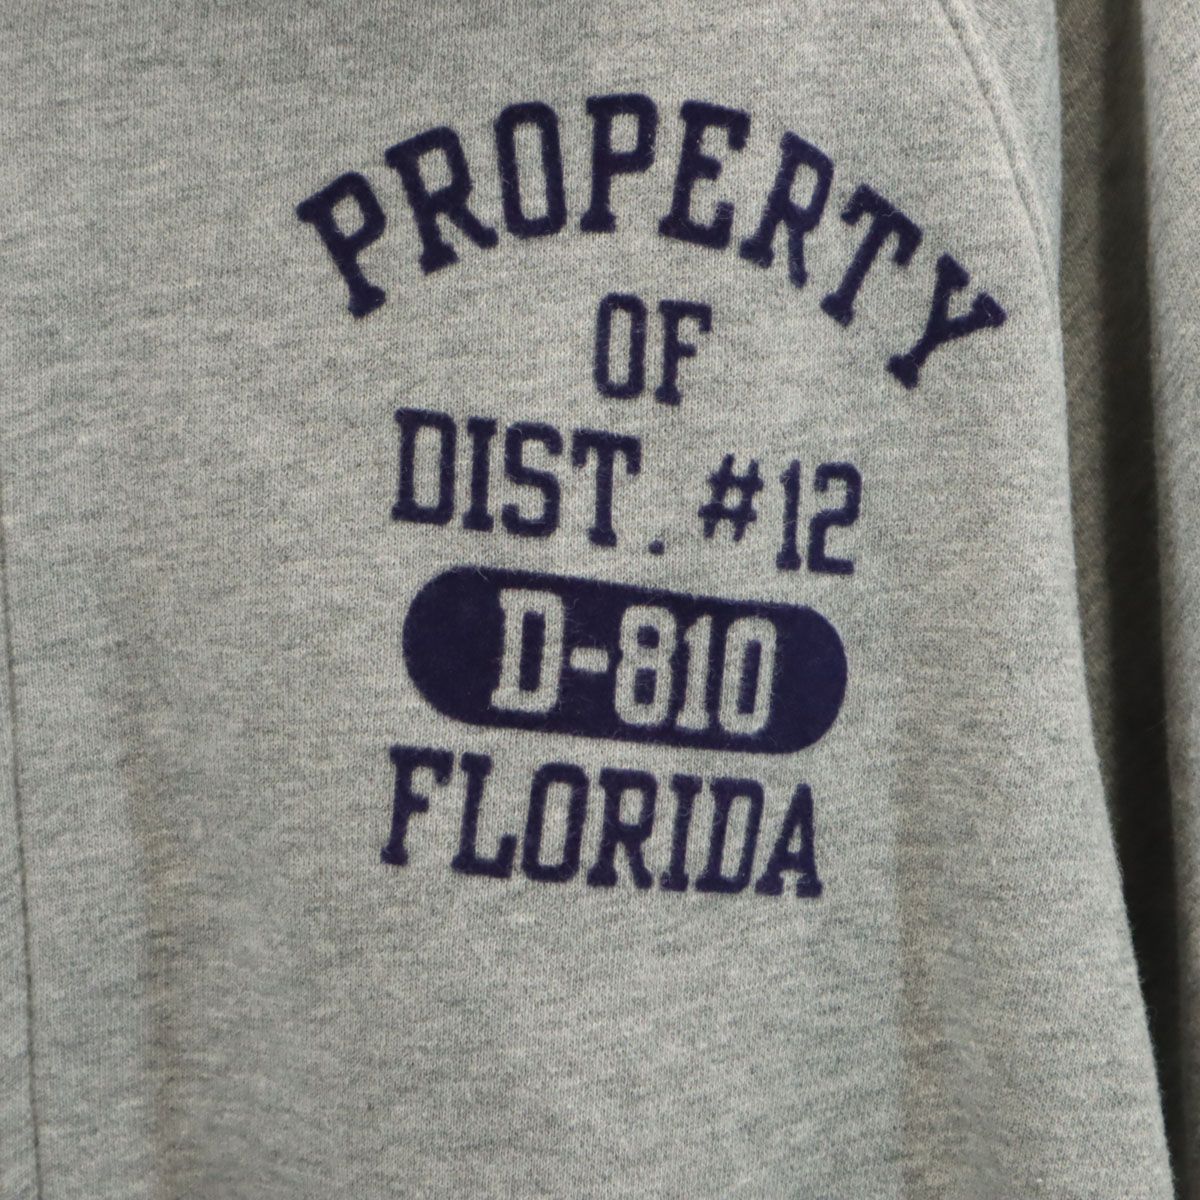 PROPERTY
OF
DIST. #12
D-810
FLORIDA